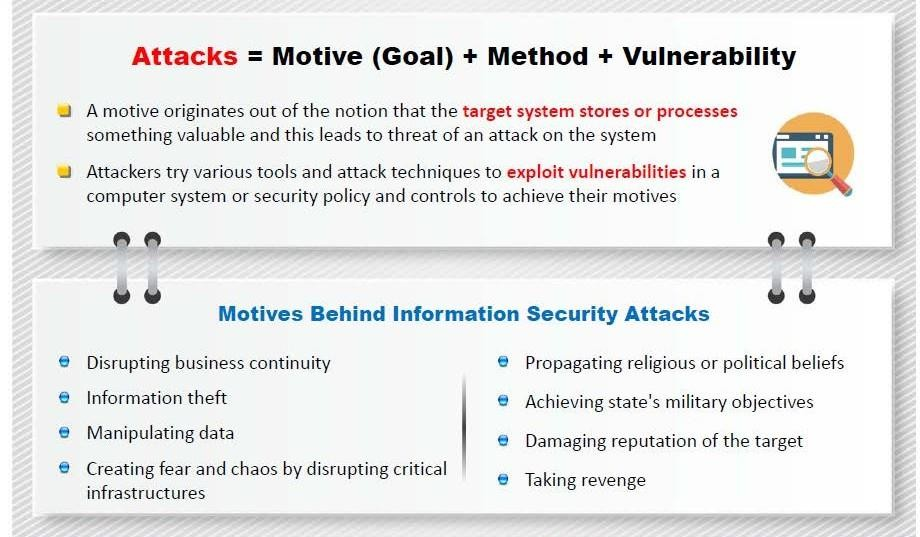 Attacks = Motive (Goal) + Method + Vulnerability
A motive originates out of the notion that the target system stores or processes
something valuable and this leads to threat of an attack on the system
Attackers try various tools and attack techniques to exploit vulnerabilities in a
computer system or security policy and controls to achieve their motives
Motives Behind Information Security Attacks
Disrupting business continuity
Information theft
Manipulating data
Creating fear and chaos by disrupting critical
infrastructures
Propagating religious or political beliefs
Achieving state's military objectives
Damaging reputation of the target
Taking revenge